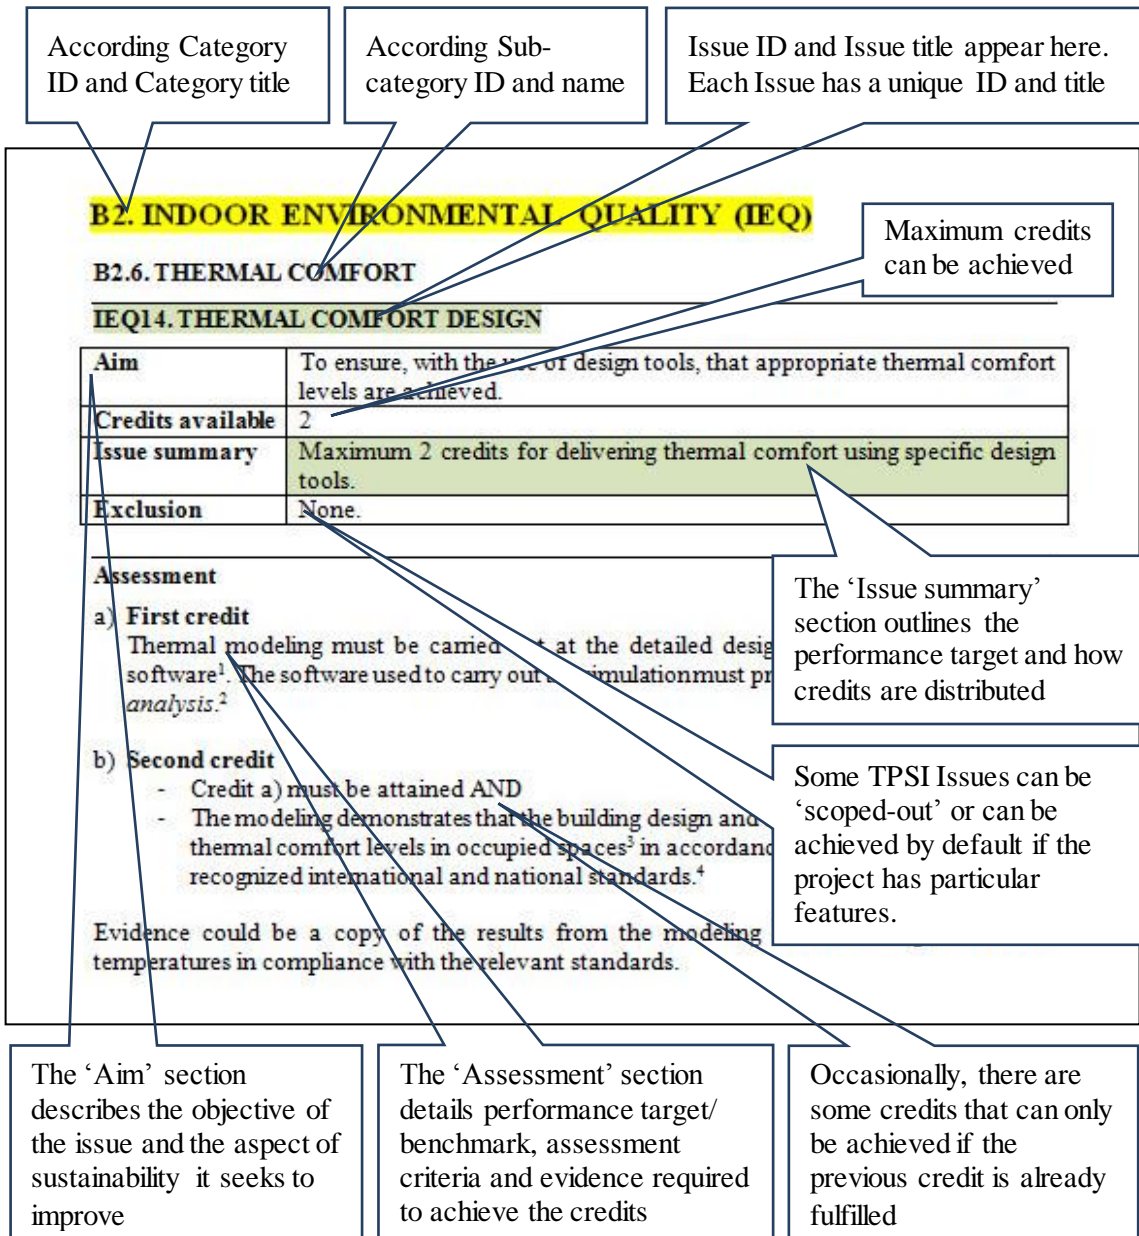 According Category
ID and Category title
According Sub-
category ID and name
Issue ID and Issue title appear here.
Each Issue has a unique ID and title
B2. INDOOR ENVIRONMENTAL QUALITY (IEQ)
Maximum credits
can be achieved
B2.6. THERMAL COMFORT
IEQ14. THERMAL COMFORT DESIGN
Aim
To ensure, with the use of design tools, that appropriate thermal comfort
levels are achieved.
Credits available
2
Issue summary
Maximum 2 credits for delivering thermal comfort using specific design
tools.
Exclusion
None.
The ‘Issue summary’
section outlines the
performance target and how
credits are distributed
Assessment
a) First credit
Thermal modeling must be carried at the detailed desig
software¹. The software used to carry out simulation must pr
analysis.²
b) Second credit
- Credit a) must be attained AND
- The modeling demonstrates that the building design and
thermal comfort levels in occupied spaces³ in accordanc
recognized international and national standards.⁴
Some TPSI Issues can be
‘scoped-out’ or can be
achieved by default if the
project has particular
features.
Evidence could be a copy of the results from the modeling
temperatures in compliance with the relevant standards.
The ‘Aim’ section
describes the objective of
the issue and the aspect of
sustainability it seeks to
improve
The ‘Assessment’ section
details performance target/
benchmark, assessment
criteria and evidence required
to achieve the credits
Occasionally, there are
some credits that can only
be achieved if the
previous credit is already
fulfilled